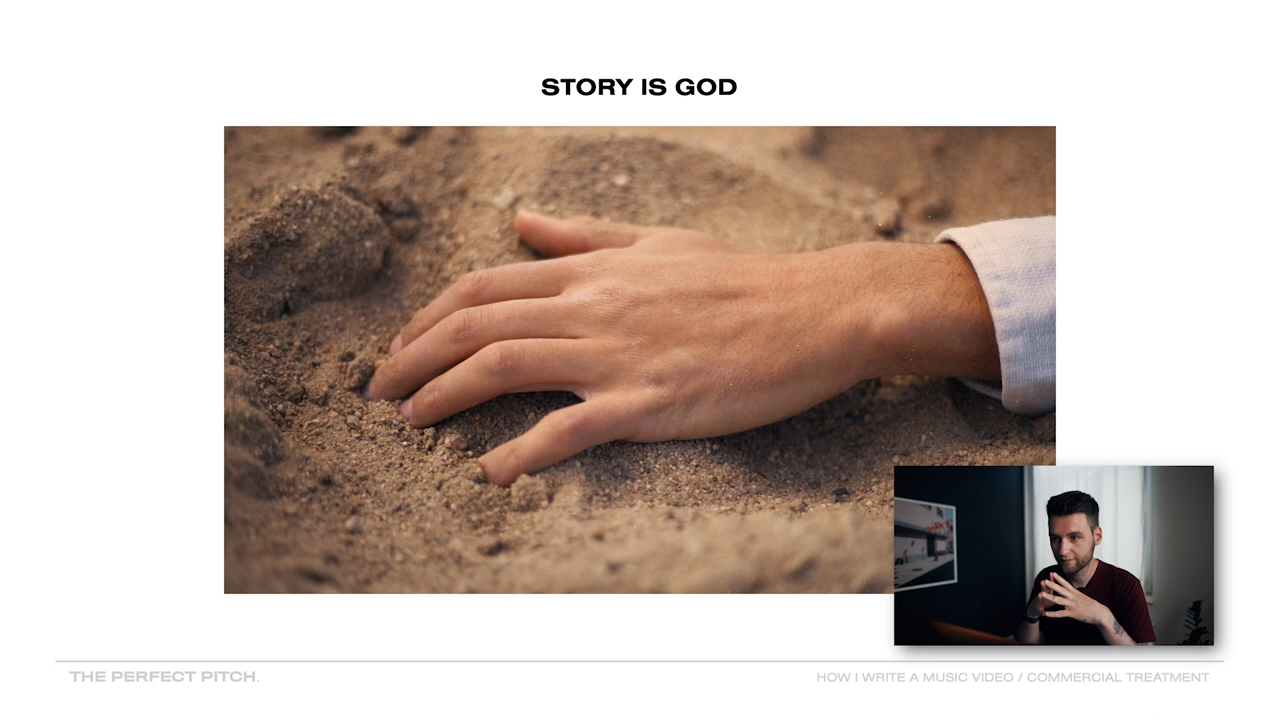 STORY IS GOD
THE PERFECT PITCH.
HOW I WRITE A MUSIC VIDEO / COMMERCIAL TREATMENT